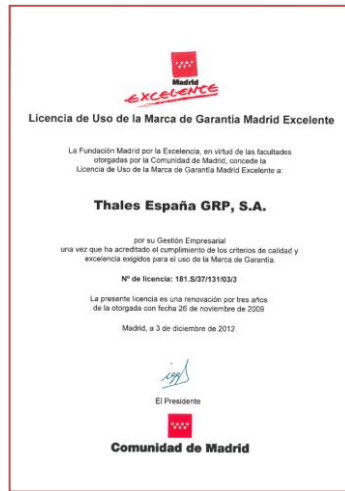 Madrid
EXCELENTE
Licencia de Uso de la Marca de Garantía Madrid Excelente
La Fundación Madrid por la Excelencia, en virtud de las facultades
otorgadas por la Comunidad de Madrid, concede la
Licencia de Uso de la Marca de Garantía Madrid Excelente a:
Thales España GRP, S.A.
por su Gestión Empresarial
una vez que ha acreditado el cumplimiento de los criterios de calidad y
excelencia exigidos para el uso de la Marca de Garantía.
Nº de licencia: 181.S/37/131/03/3
La presente licencia es una renovación por tres años
de la otorgada con fecha 26 de noviembre de 2009
Madrid, a 3 de diciembre de 2012
El Presidente
Comunidad de Madrid